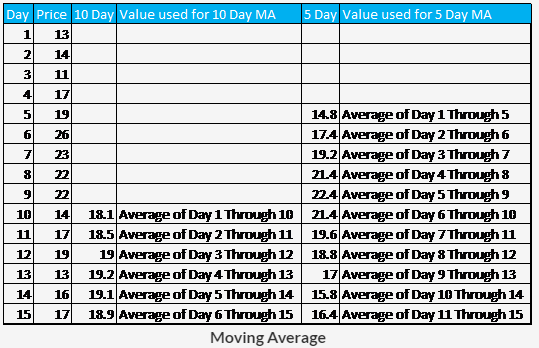 Day Price 10 Day Value used for 10 Day MA 5 Day Value used for 5 Day MA
1 13
2 14
3 11
4 17
5 19 14.8 Average of Day 1 Through 5
6 26 17.4 Average of Day 2 Through 6
7 23 19.2 Average of Day 3 Through 7
8 22 21.4 Average of Day 4 Through 8
9 22 22.4 Average of Day 5 Through 9
10 14 18.1 Average of Day 1 Through 10 21.4 Average of Day 6 Through 10
11 17 18.5 Average of Day 2 Through 11 19.6 Average of Day 7 Through 11
12 19 19 Average of Day 3 Through 12 18.8 Average of Day 8 Through 12
13 13 19.2 Average of Day 4 Through 13 17 Average of Day 9 Through 13
14 16 19.1 Average of Day 5 Through 14 15.8 Average of Day 10 Through 14
15 17 18.9 Average of Day 6 Through 15 16.4 Average of Day 11 Through 15
Moving Average